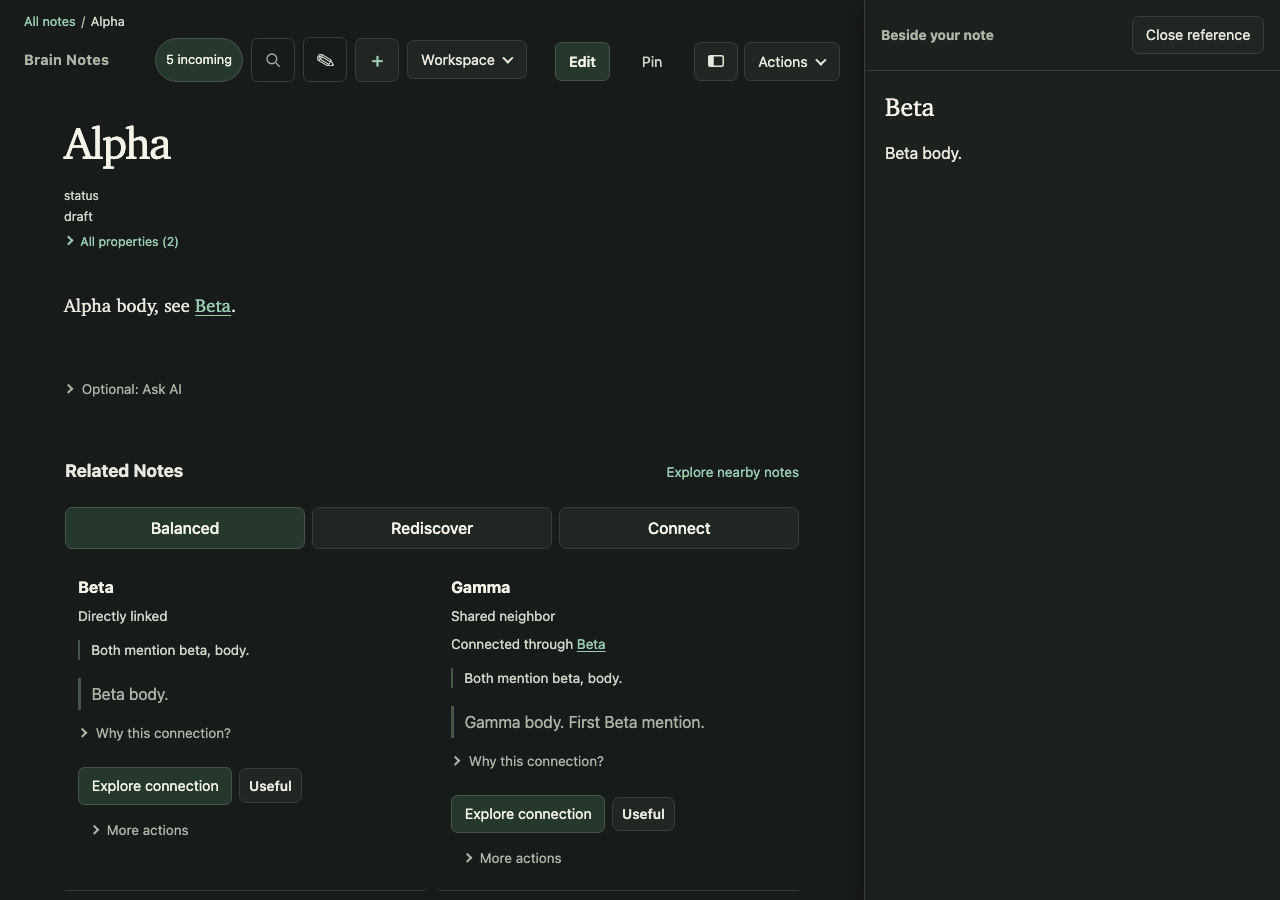 All notes / Alpha
Brain Notes
5 incoming
+
Workspace
Edit
Pin
Actions
Alpha
status
draft
All properties (2)
Alpha body, see Beta.
Optional: Ask AI
Related Notes
Explore nearby notes
Balanced
Rediscover
Connect
Beta
Directly linked
Both mention beta, body.
Beta body.
Why this connection?
Explore connection
Useful
More actions
Gamma
Shared neighbor
Connected through Beta
Both mention beta, body.
Gamma body. First Beta mention.
Why this connection?
Explore connection
Useful
More actions
Beside your note
Close reference
Beta
Beta body.